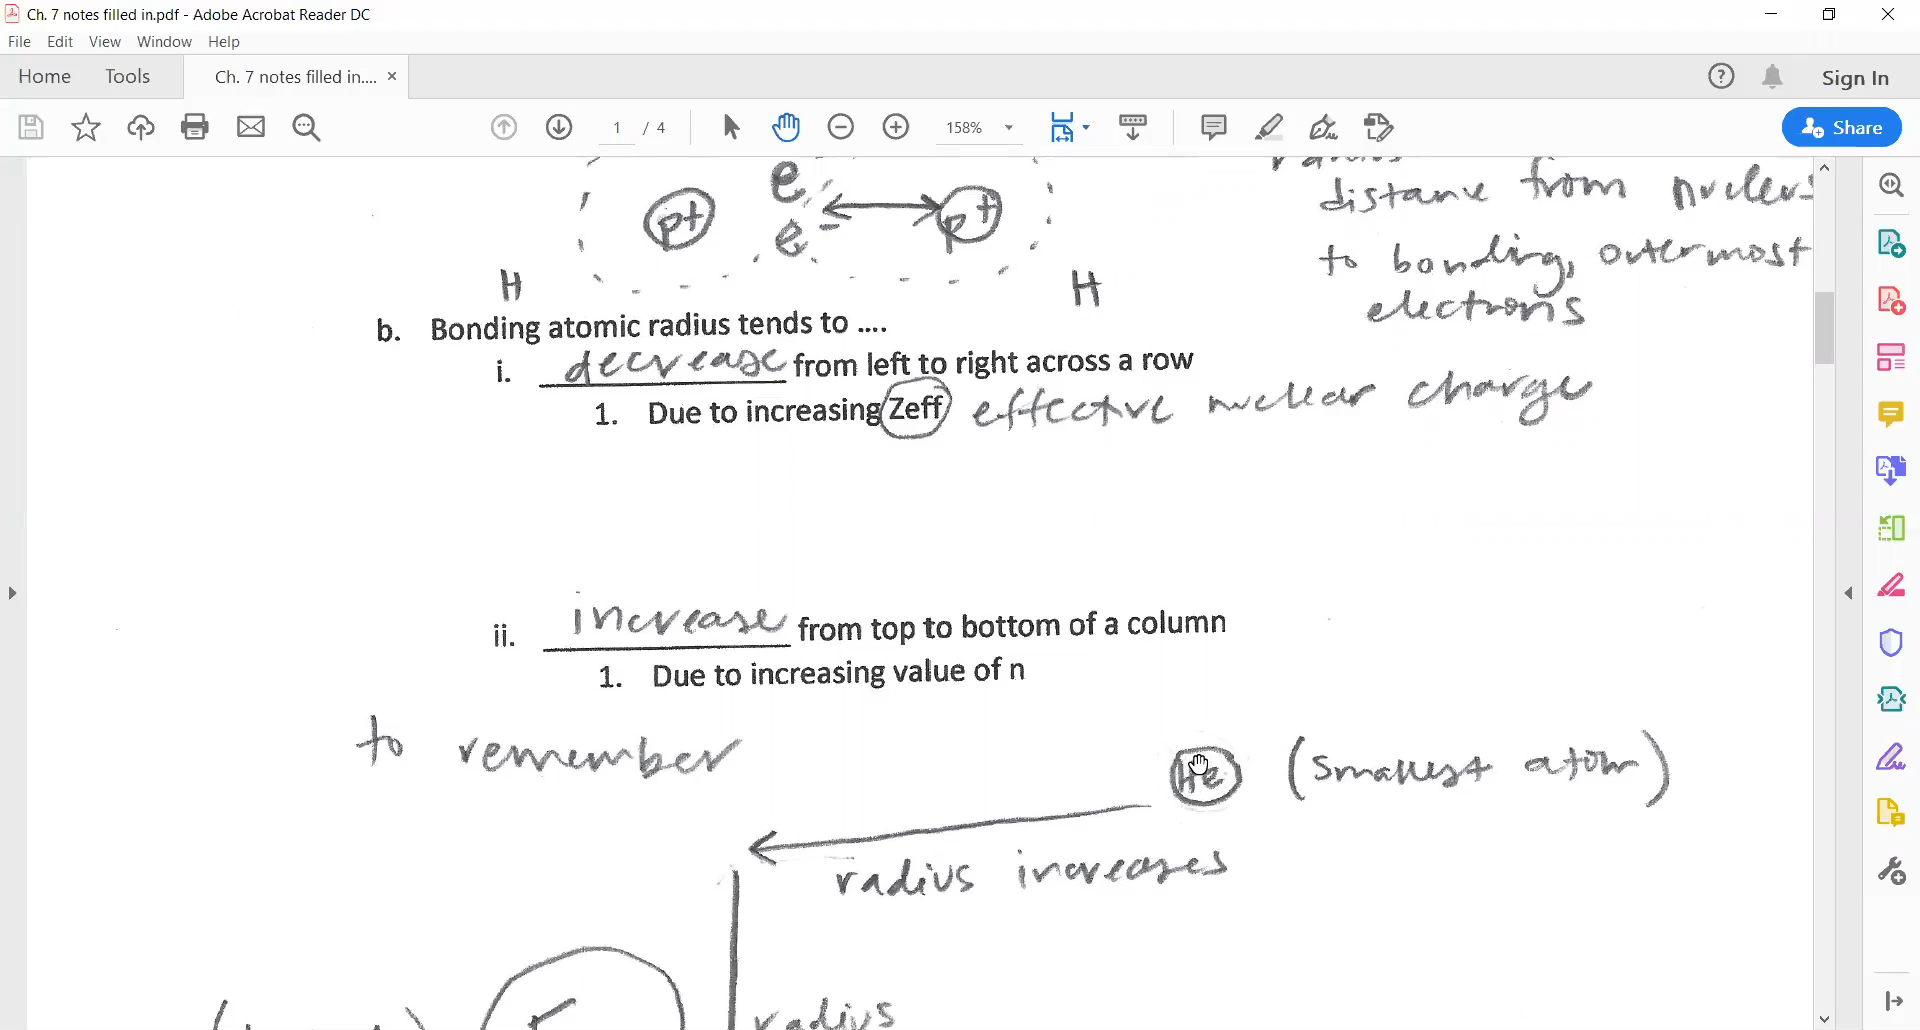 Ch. 7 notes filled in.pdf - Adobe Acrobat Reader DC
File Edit View Window Help
Home Tools Ch. 7 notes filled in.... × Sign In
1 / 4 158% Share
e
p+ e p+
H H
distance from nucleus
to bonding, outermost
electrons
b. Bonding atomic radius tends to ....
i. decrease from left to right across a row
1. Due to increasing Zeff effective nuclear charge
ii. increase from top to bottom of a column
1. Due to increasing value of n
to remember
He (smallest atom)
radius increases
radius